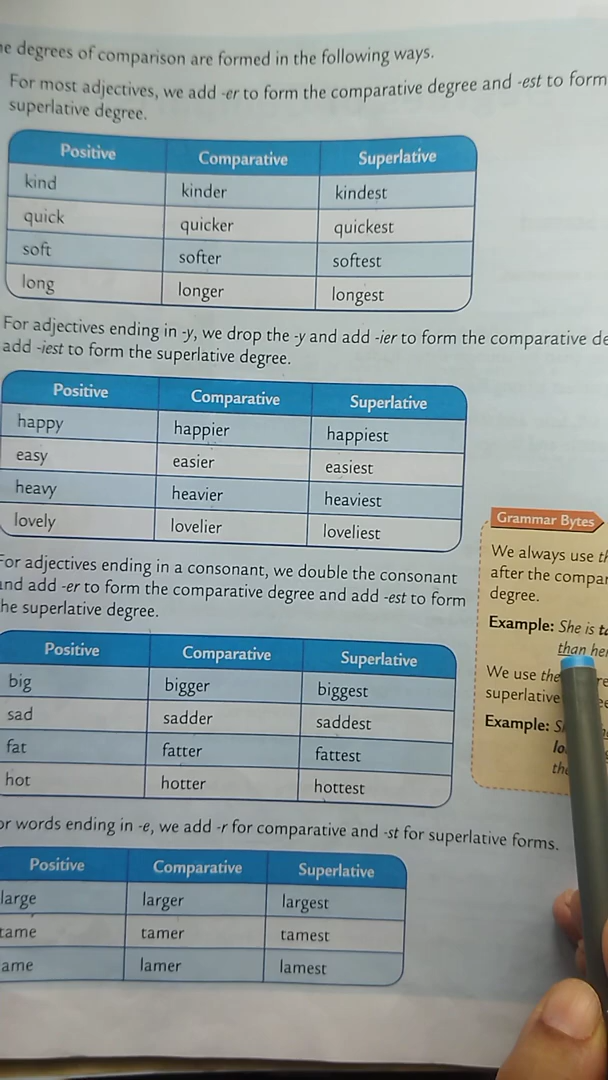 degrees of comparison are formed in the following ways.
For most adjectives, we add -er to form the comparative degree and -est to form
superlative degree.
Positive Comparative Superlative
kind kinder kindest
quick quicker quickest
soft softer softest
long longer longest
For adjectives ending in -y, we drop the -y and add -ier to form the comparative de
add -iest to form the superlative degree.
Positive Comparative Superlative
happy happier happiest
easy easier easiest
heavy heavier heaviest
lovely lovelier loveliest
For adjectives ending in a consonant, we double the consonant
and add -er to form the comparative degree and add -est to form
the superlative degree.
Positive Comparative Superlative
big bigger biggest
sad sadder saddest
fat fatter fattest
hot hotter hottest
Grammar Bytes
We always use th
after the compar
degree.
Example: She is ta
than her
We use the
superlative
Example:
the
or words ending in -e, we add -r for comparative and -st for superlative forms.
Positive Comparative Superlative
large larger largest
tame tamer tamest
ame lamer lamest